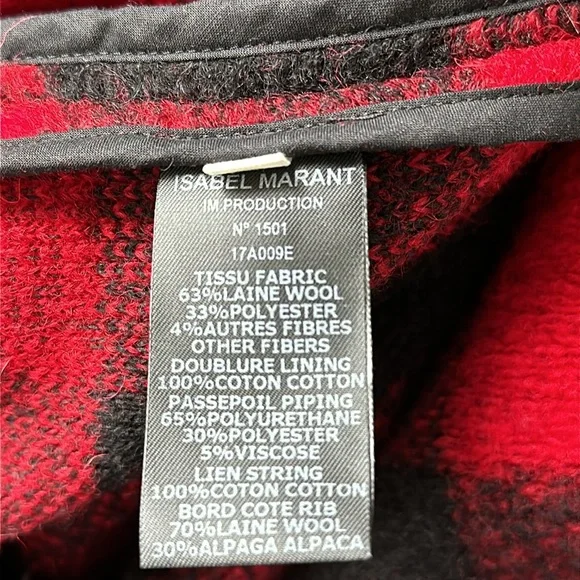 ISABEL MARANT
IM PRODUCTION
N° 1501
17A009E
TISSU FABRIC
63%LAINE WOOL
33%POLYESTER
4%AUTRES FIBRES
OTHER FIBERS
DOUBLURE LINING
100%COTON COTTON
PASSEPOIL PIPING
65%POLYURETHANE
30%POLYESTER
5%VISCOSE
LIEN STRING
100%COTON COTTON
BORD COTE RIB
70%LAINE WOOL
30%ALPAGA ALPACA